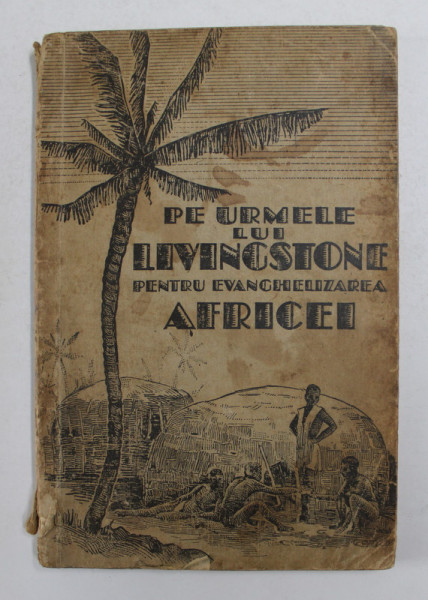 PE URMELE
LUI
LIVINGSTONE
PENTRU EVANGHELIZAREA
AFRICEI